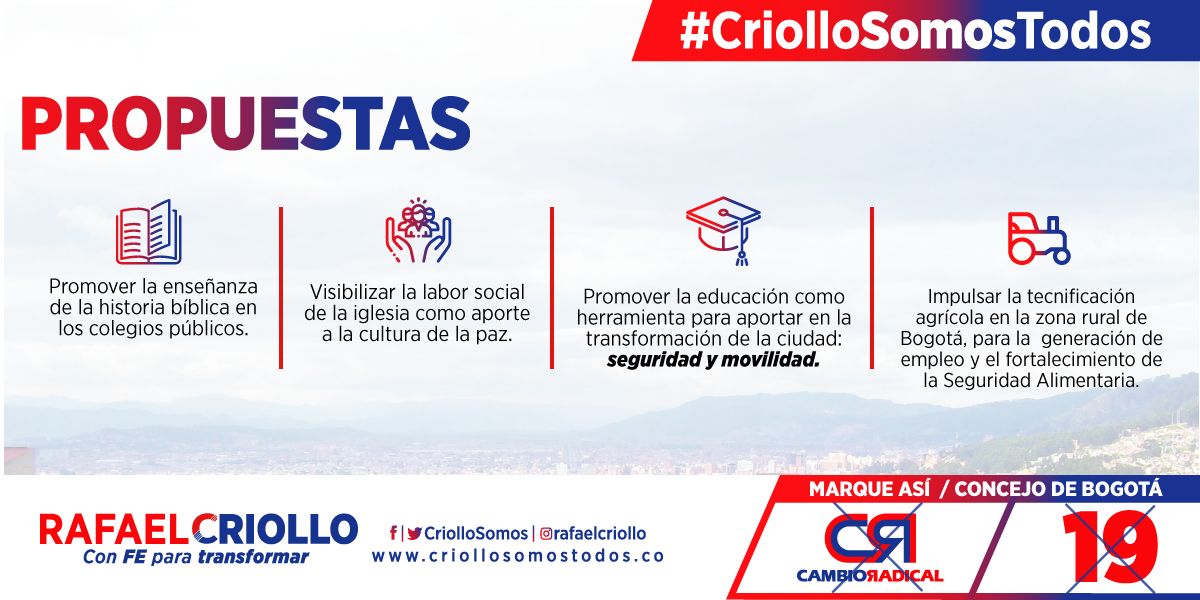 #CriolloSomosTodos
PROPUESTAS
Promover la enseñanza
de la historia bíblica en
los colegios públicos.
Visibilizar la labor social
de la iglesia como aporte
a la cultura de la paz.
Promover la educación como
herramienta para aportar en la
transformación de la ciudad:
seguridad y movilidad.
Impulsar la tecnificación
agrícola en la zona rural de
Bogotá, para la generación de
empleo y el fortalecimiento de
la Seguridad Alimentaria.
RAFAELCRIOLLO
Con FE para transformar
f | CriolloSomos | rafaelcriollo
www.criollosomostodos.co
MARQUE ASÍ / CONCEJO DE BOGOTÁ
CR
CAMBIO RADICAL
19